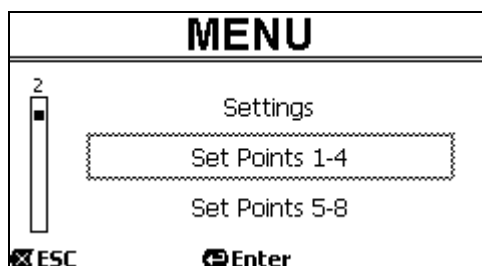 MENU
2
Settings
Set Points 1-4
Set Points 5-8
ESC Enter